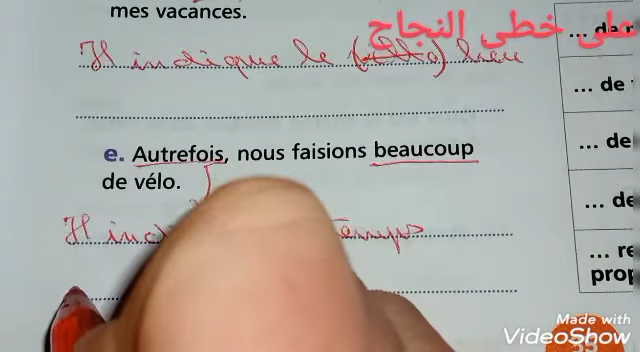 mes vacances.
على خطى النجاح
Il indique le lieu
e. Autrefois, nous faisions beaucoup
de vélo.
Il temps
... de
... de
... de
... de
... re
prop
Made with
VideoShow